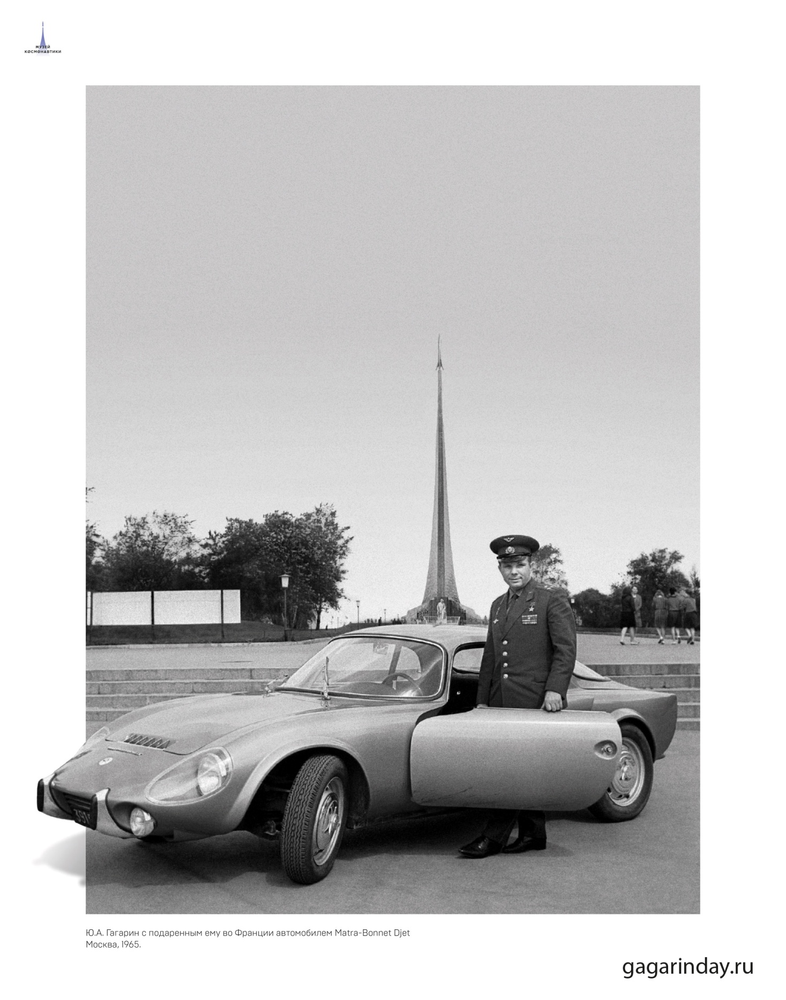 МУЗЕЙ
КОСМОНАВТИКИ
Ю.А. Гагарин с подаренным ему во Франции автомобилем Matra-Bonnet Djet
Москва, 1965.
gagarinday.ru